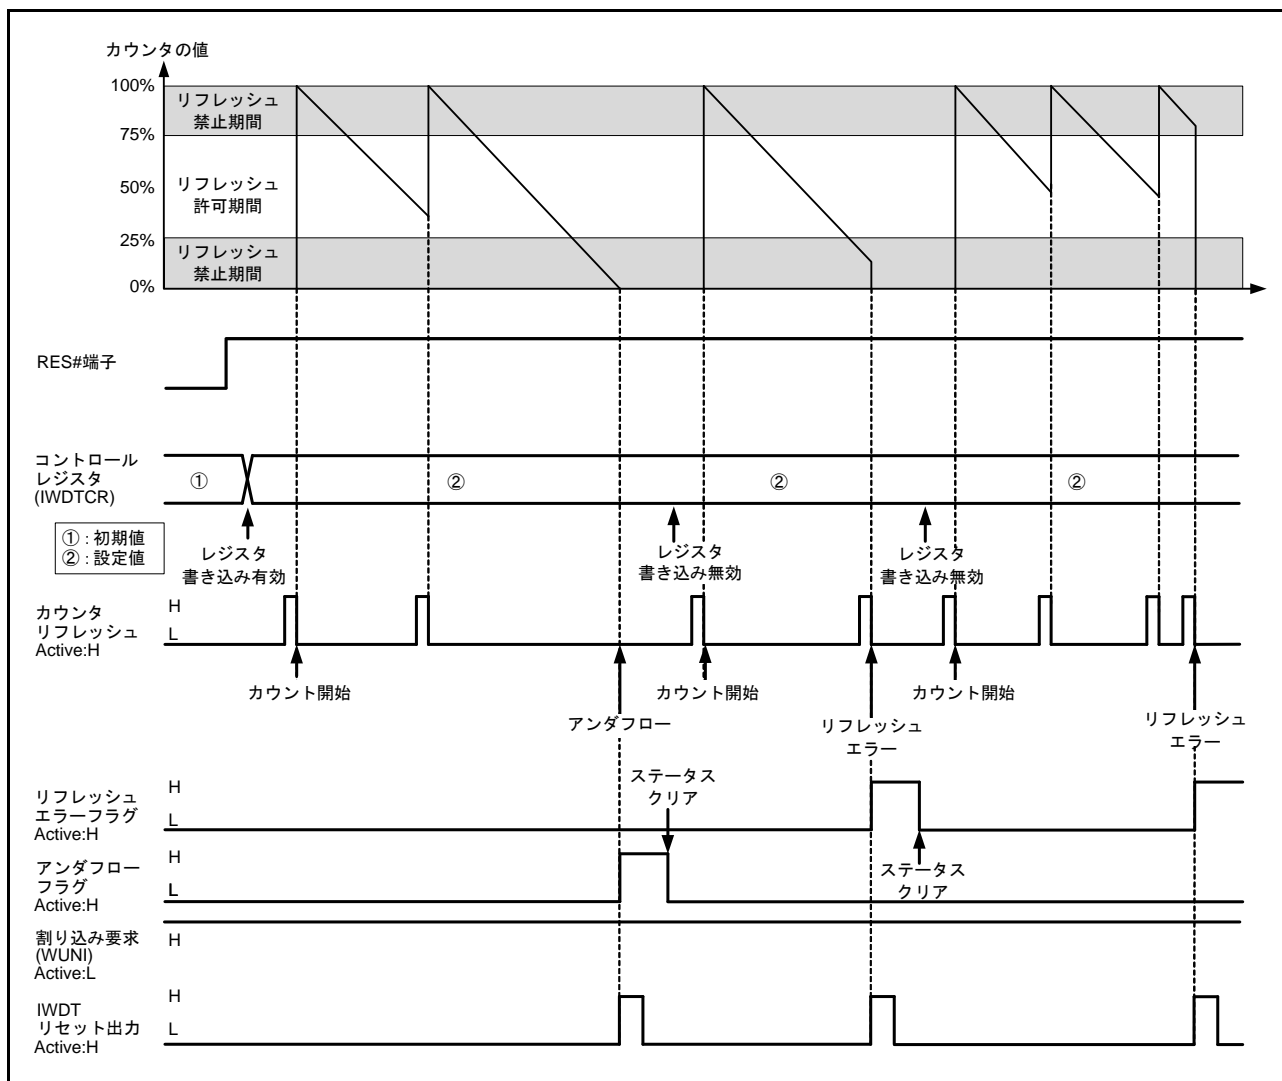 カウンタの値
100%
リフレッシュ
禁止期間
75%
50%
リフレッシュ
許可期間
25%
リフレッシュ
禁止期間
0%
RES#端子
コントロール
レジスタ
(IWDTCR)
①
②
②
②
①:初期値
②:設定値
レジスタ
書き込み有効
レジスタ
書き込み無効
レジスタ
書き込み無効
カウンタ
リフレッシュ
Active:H
H
L
カウント開始
カウント開始
カウント開始
アンダフロー
リフレッシュ
エラー
リフレッシュ
エラー
リフレッシュ
エラーフラグ
Active:H
H
L
ステータス
クリア
ステータス
クリア
アンダフロー
フラグ
Active:H
H
L
割り込み要求
(WUNI)
Active:L
H
IWDT
リセット出力
Active:H
H
L